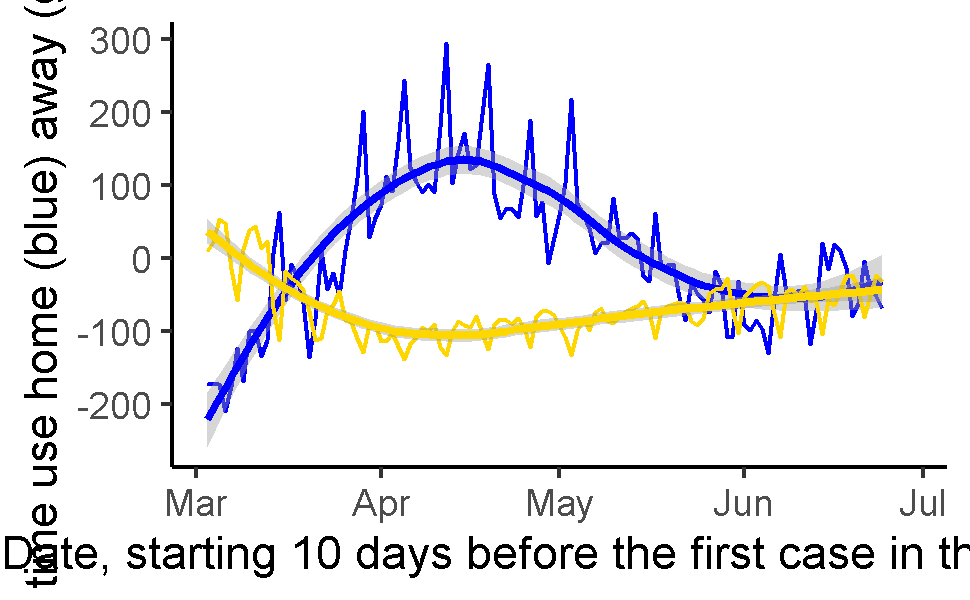 time use home (blue) away (g
300
200
100
0
-100
-200
Mar Apr May Jun Jul
Date, starting 10 days before the first case in th